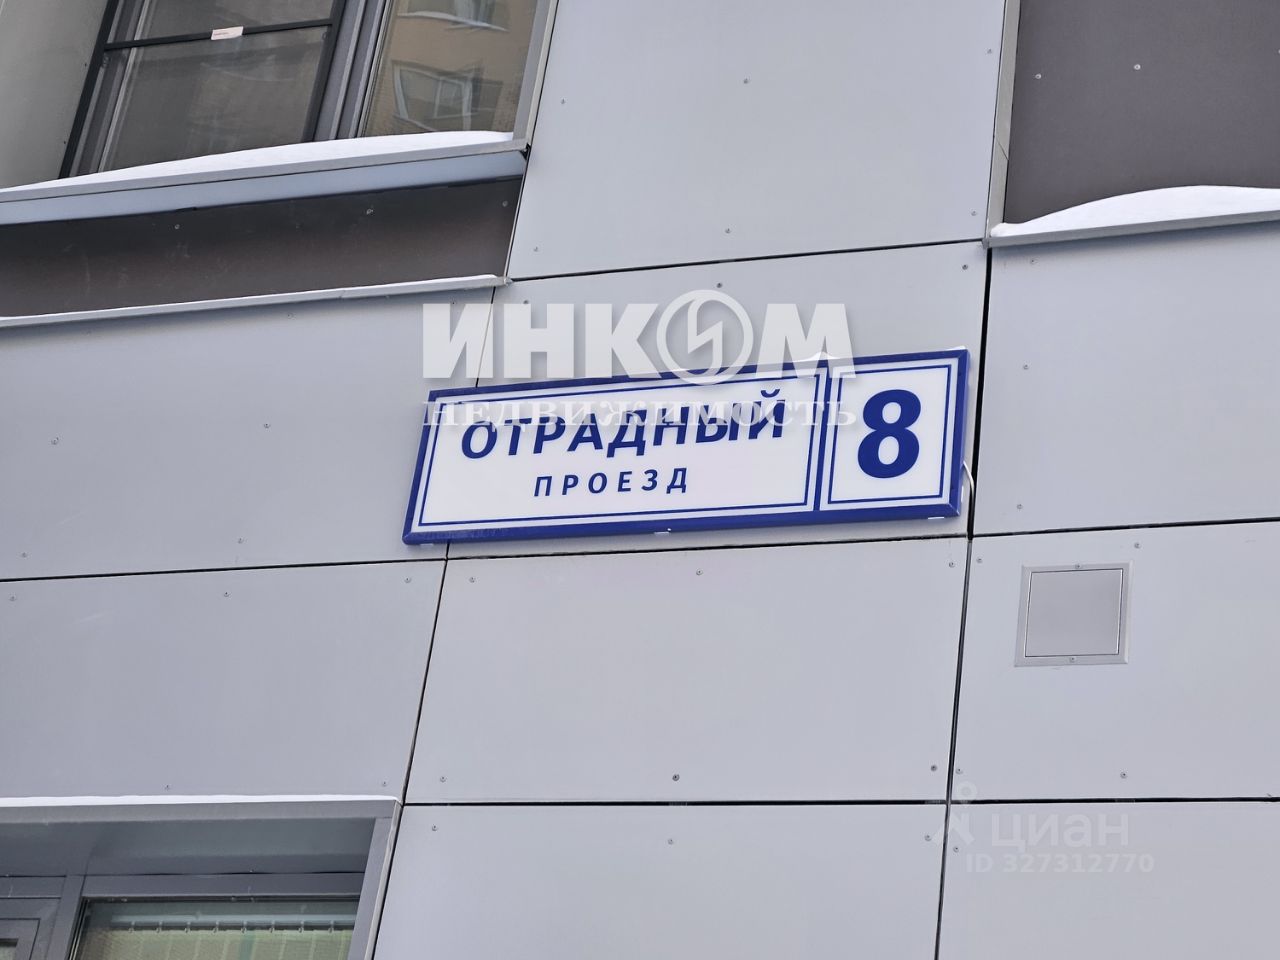 ИНКОМ
НЕДВИЖИМОСТЬ
ОТРАДНЫЙ
ПРОЕЗД
8
циан
ID 327312770